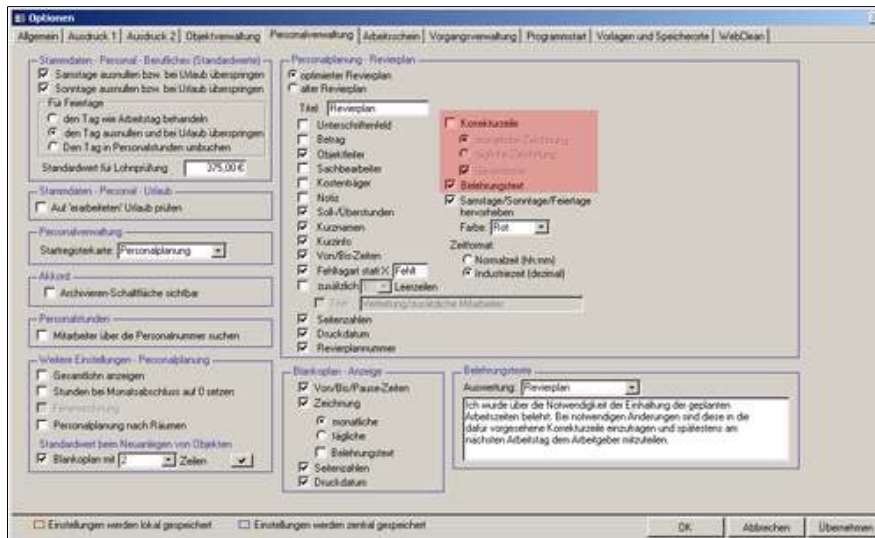 Optionen
Allgemein | Ausdruck 1 | Ausdruck 2 | Objektverwaltung | Personalverwaltung | Arbeitsschein | Vorgangsverwaltung | Programmstart | Vorlagen und Speicherorte | WebClean
Stammdaten - Personal - Berufliches (Standardwerte)
Samstage ausnullen bzw. bei Urlaub überspringen
Sonntage ausnullen bzw. bei Urlaub überspringen
Für Feiertage
den Tag wie Arbeitstag behandeln
den Tag ausnullen und bei Urlaub überspringen
Den Tag in Personalstunden umbuchen
Standardwert für Lohnprüfung 375,00 €
Stammdaten - Personal - Urlaub
Auf 'erarbeiteten' Urlaub prüfen
Personalverwaltung
Startregisterkarte: Personalplanung
Akkord
Archivieren-Schaltfläche sichtbar
Personalstunden
Mitarbeiter über die Personalnummer suchen
Weitere Einstellungen - Personalplanung
Gesamtlohn anzeigen
Stunden bei Monatsabschluss auf 0 setzen
Personalplanung nach Räumen
Standardwert beim Neuanlegen von Objekten
Blankoplan mit 2 Zeilen
Personalplanung - Revierplan
optimierter Revierplan
alter Revierplan
Titel: Revierplan
Unterschriftenfeld
Betrag
Objektleiter
Sachbearbeiter
Kostenträger
Notiz
Soll-/Überstunden
Kurznamen
Kurzinfo
Von/Bis-Zeiten
Fehltagart statt X Fehlt
zusätzlich 1 Leerzeilen
Titel Vertretung/zusätzliche Mitarbeiter
Seitenzahlen
Druckdatum
Revierplannummer
Korrekturzeile
monatliche Zeichnung
tägliche Zeichnung
Gesamtzeile
Belehrungstext
Samstage/Sonntage/Feiertage
hervorheben
Farbe: Rot
Zeitformat
Normalzeit (hh:mm)
Industriezeit (dezimal)
Blankoplan - Anzeige
Von/Bis/Pause-Zeiten
Zeichnung
monatliche
tägliche
Belehrungstext
Seitenzahlen
Druckdatum
Belehrungstexte
Auswertung: Revierplan
Ich wurde über die Notwendigkeit der Einhaltung der geplanten
Arbeitszeiten belehrt. Bei notwendigen Änderungen sind diese in die
dafür vorgesehene Korrekturzeile einzutragen und spätestens am
nächsten Arbeitstag dem Arbeitgeber mitzuteilen.
Einstellungen werden lokal gespeichert Einstellungen werden zentral gespeichert
OK Abbrechen Übernehmen